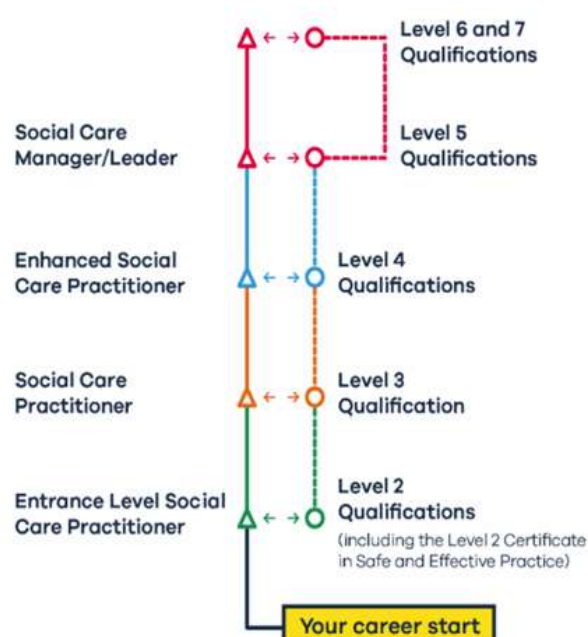 Level 6 and 7
Qualifications
Social Care
Manager/Leader
Level 5
Qualifications
Enhanced Social
Care Practitioner
Level 4
Qualifications
Social Care
Practitioner
Level 3
Qualification
Entrance Level Social
Care Practitioner
Level 2
Qualifications
(including the Level 2 Certificate
in Safe and Effective Practice)
Your career start